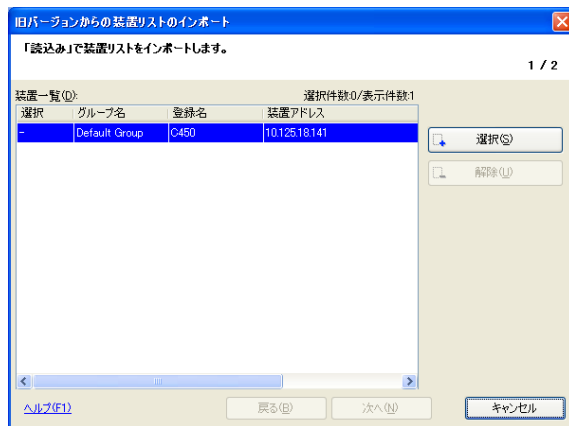 旧バージョンからの装置リストのインポート
「読込み」で装置リストをインポートします。
1 / 2
装置一覧(D): 選択件数:0/表示件数:1
選択 グループ名 登録名 装置アドレス
- Default Group C450 10.125.18.141
選択(S)
解除(U)
ヘルプ(F1) 戻る(B) 次へ(N) キャンセル